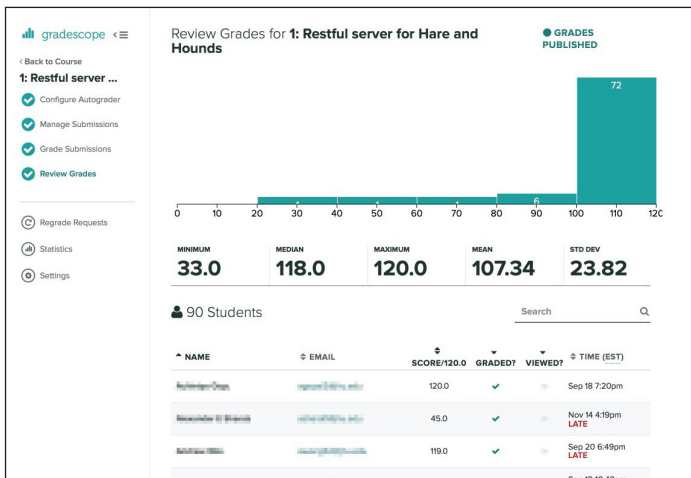 gradescope
Back to Course
1: Restful server ...
Configure Autograder
Manage Submissions
Grade Submissions
Review Grades
Regrade Requests
Statistics
Settings
Review Grades for 1: Restful server for Hare and
Hounds
GRADES
PUBLISHED
72
6
0 10 20 30 40 50 60 70 80 90 100 110 120
MINIMUM MEDIAN MAXIMUM MEAN STD DEV
33.0 118.0 120.0 107.34 23.82
90 Students
Search
NAME EMAIL SCORE/120.0 GRADED? VIEWED? TIME (EST)
120.0 Sep 18 7:20pm
45.0 Nov 14 4:19pm
LATE
119.0 Sep 20 6:49pm
LATE